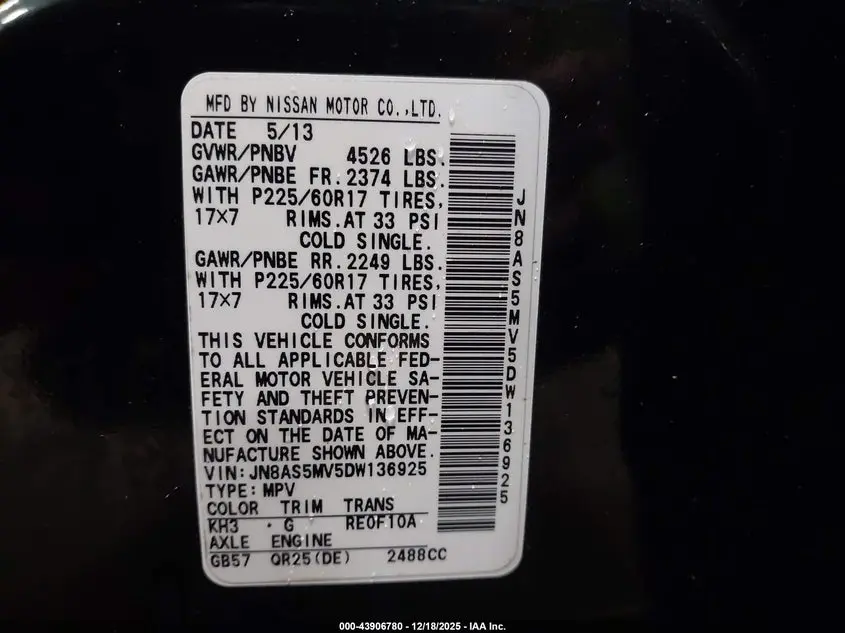 MFD BY NISSAN MOTOR CO.,LTD.
DATE 5/13
GVWR/PNBV 4526 LBS.
GAWR/PNBE FR.2374 LBS.
WITH P225/60R17 TIRES,
17×7 RIMS.AT 33 PSI
COLD SINGLE.
GAWR/PNBE RR.2249 LBS.
WITH P225/60R17 TIRES,
17×7 RIMS.AT 33 PSI
COLD SINGLE.
THIS VEHICLE CONFORMS
TO ALL APPLICABLE FED-
ERAL MOTOR VEHICLE SA-
FETY AND THEFT PREVEN-
TION STANDARDS IN EFF-
ECT ON THE DATE OF MA-
NUFACTURE SHOWN ABOVE.
VIN:JN8AS5MV5DW136925
TYPE:MPV
COLOR TRIM TRANS
KH3 · G RE0F10A
AXLE ENGINE
GB57 QR25(DE) 2488CC
JN8AS5MV5DW136925
000-43906780 - 12/18/2025 - IAA Inc.